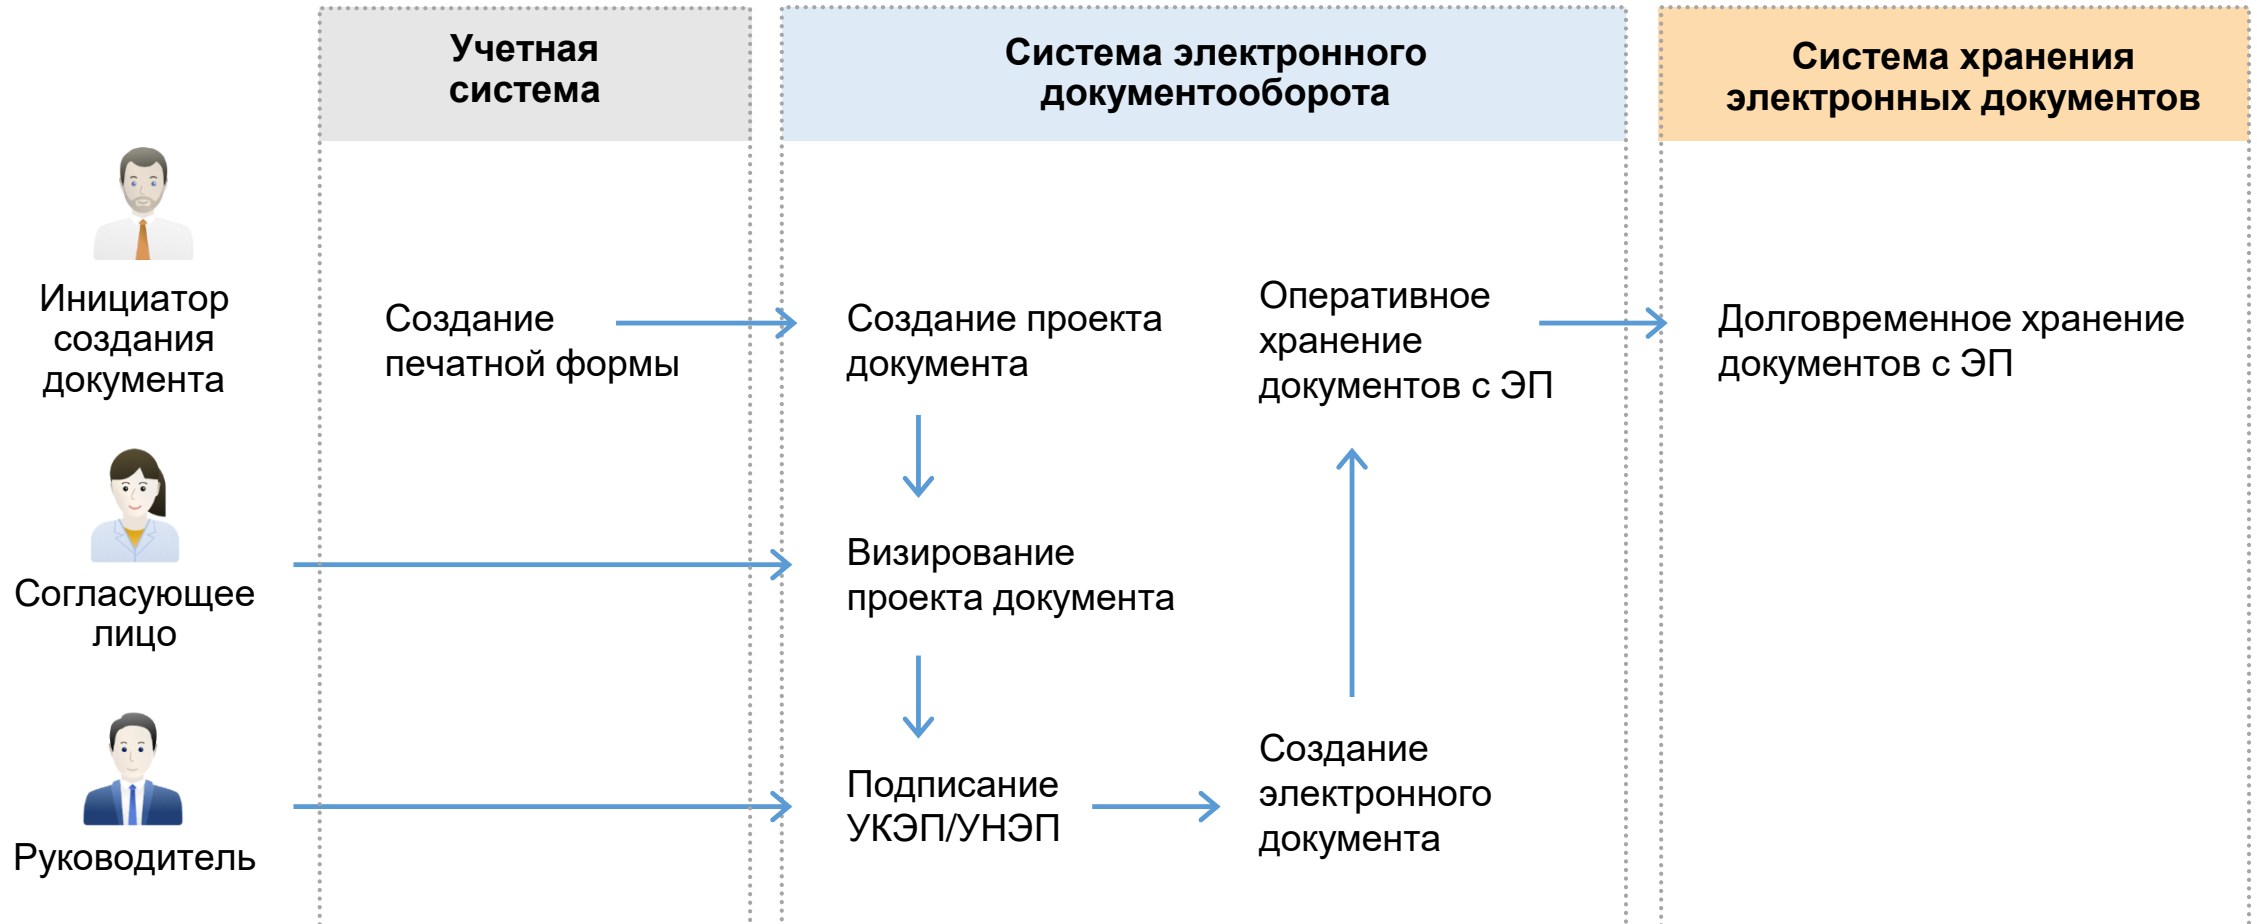 Учетная
система
Система электронного
документооборота
Система хранения
электронных документов
Инициатор
создания
документа
Создание
печатной формы
Создание проекта
документа
Оперативное
хранение
документов с ЭП
Долговременное хранение
документов с ЭП
Согласующее
лицо
Визирование
проекта документа
Руководитель
Подписание
УКЭП/УНЭП
Создание
электронного
документа